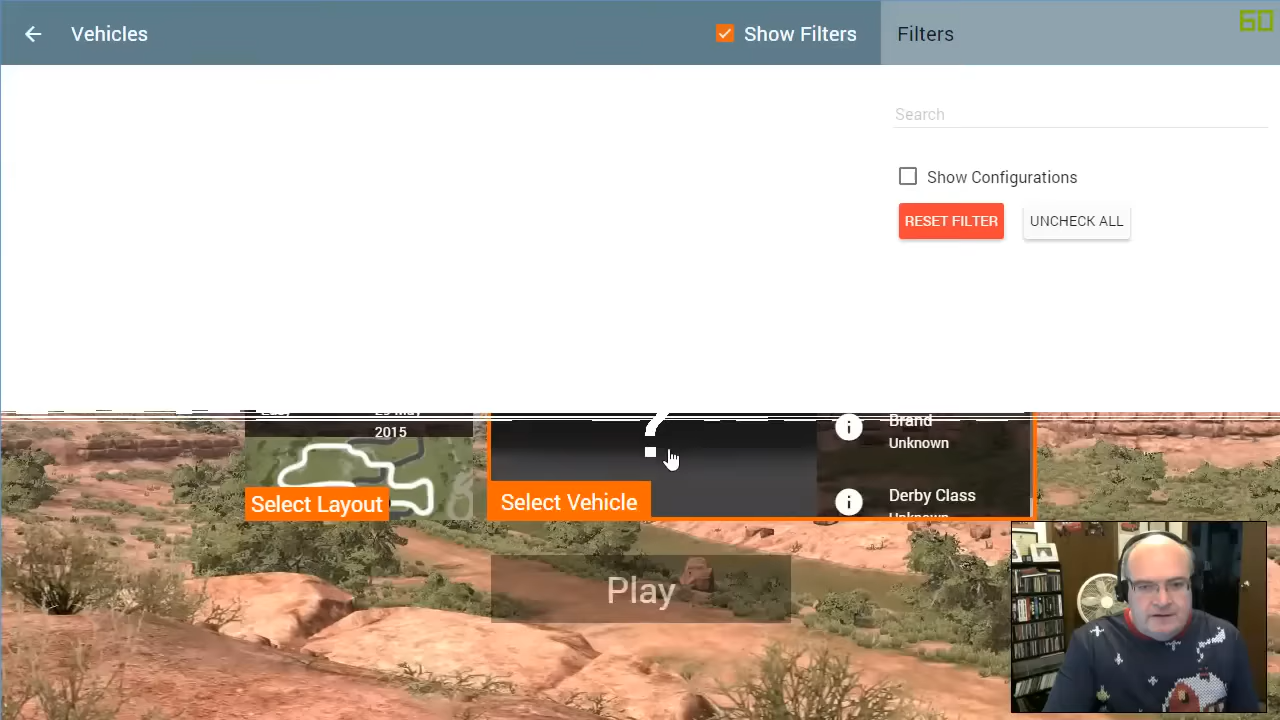 Vehicles
Show Filters
Filters
60
Search
Show Configurations
RESET FILTER
UNCHECK ALL
2015
Brand
Unknown
Select Layout
?
Select Vehicle
Derby Class
Unknown
Play